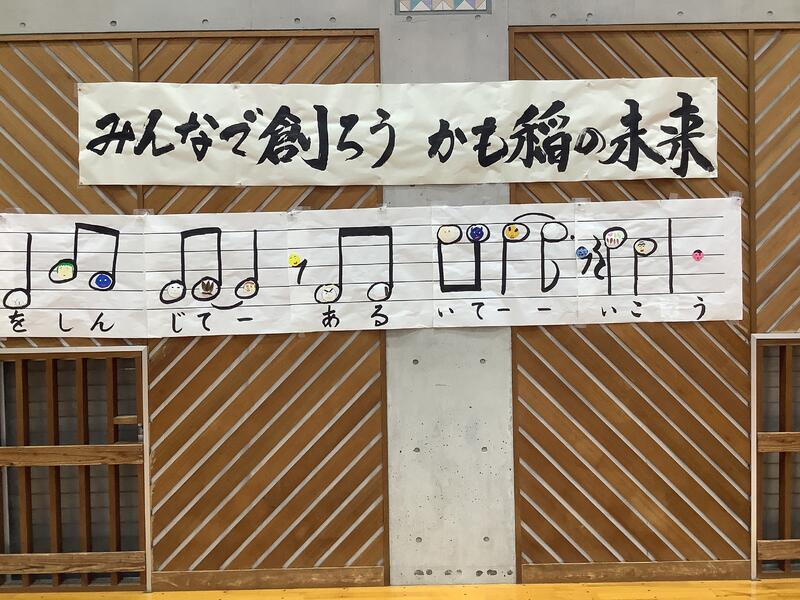 みんなで創ろう かも稲の未来
をしん じてー ある いてーー いこう